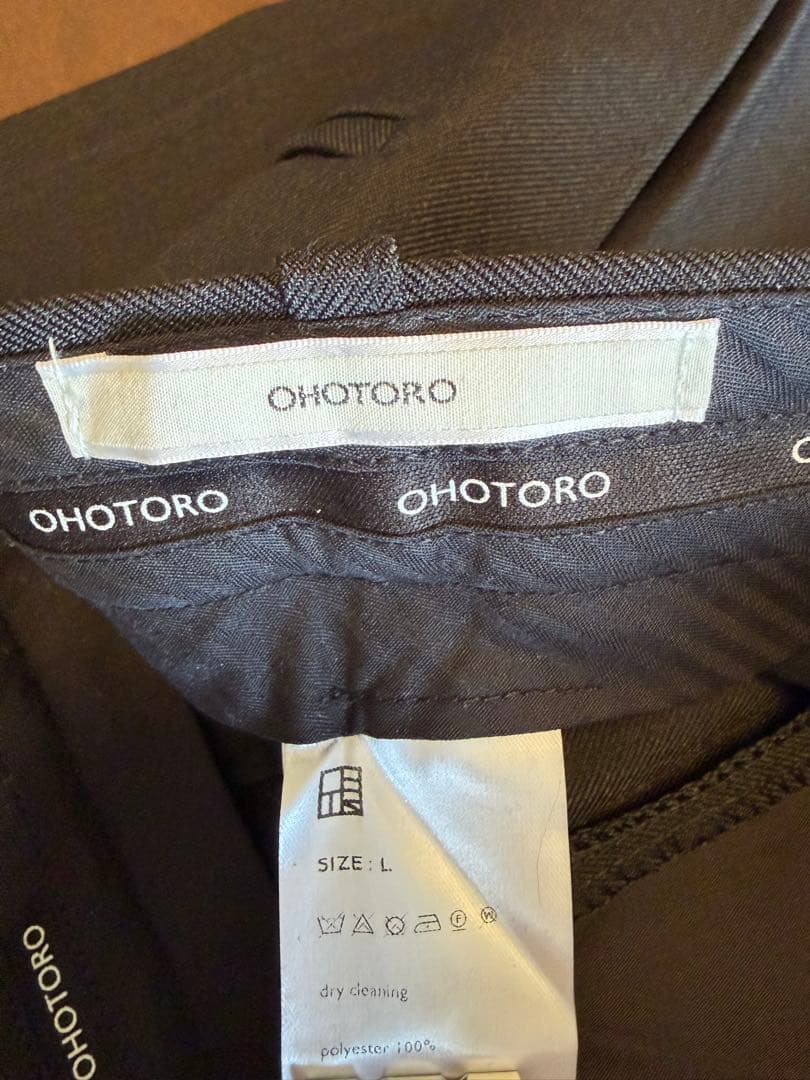 OHOTORO
OHOTORO OHOTORO
SIZE : L
F W
dry cleaning
polyester 100%
OHOTORO